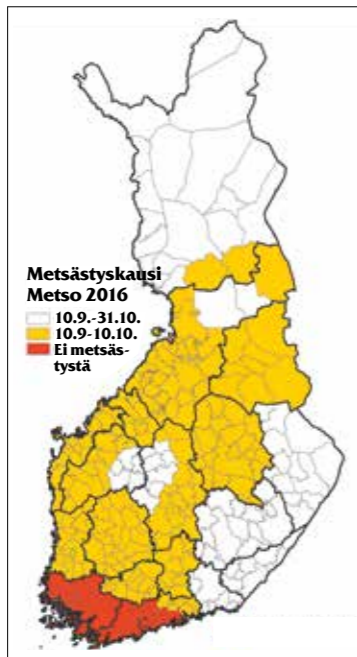 Metsästyskausi
Metso 2016
10.9.-31.10.
10.9-10.10.
Ei metsäs-
tystä